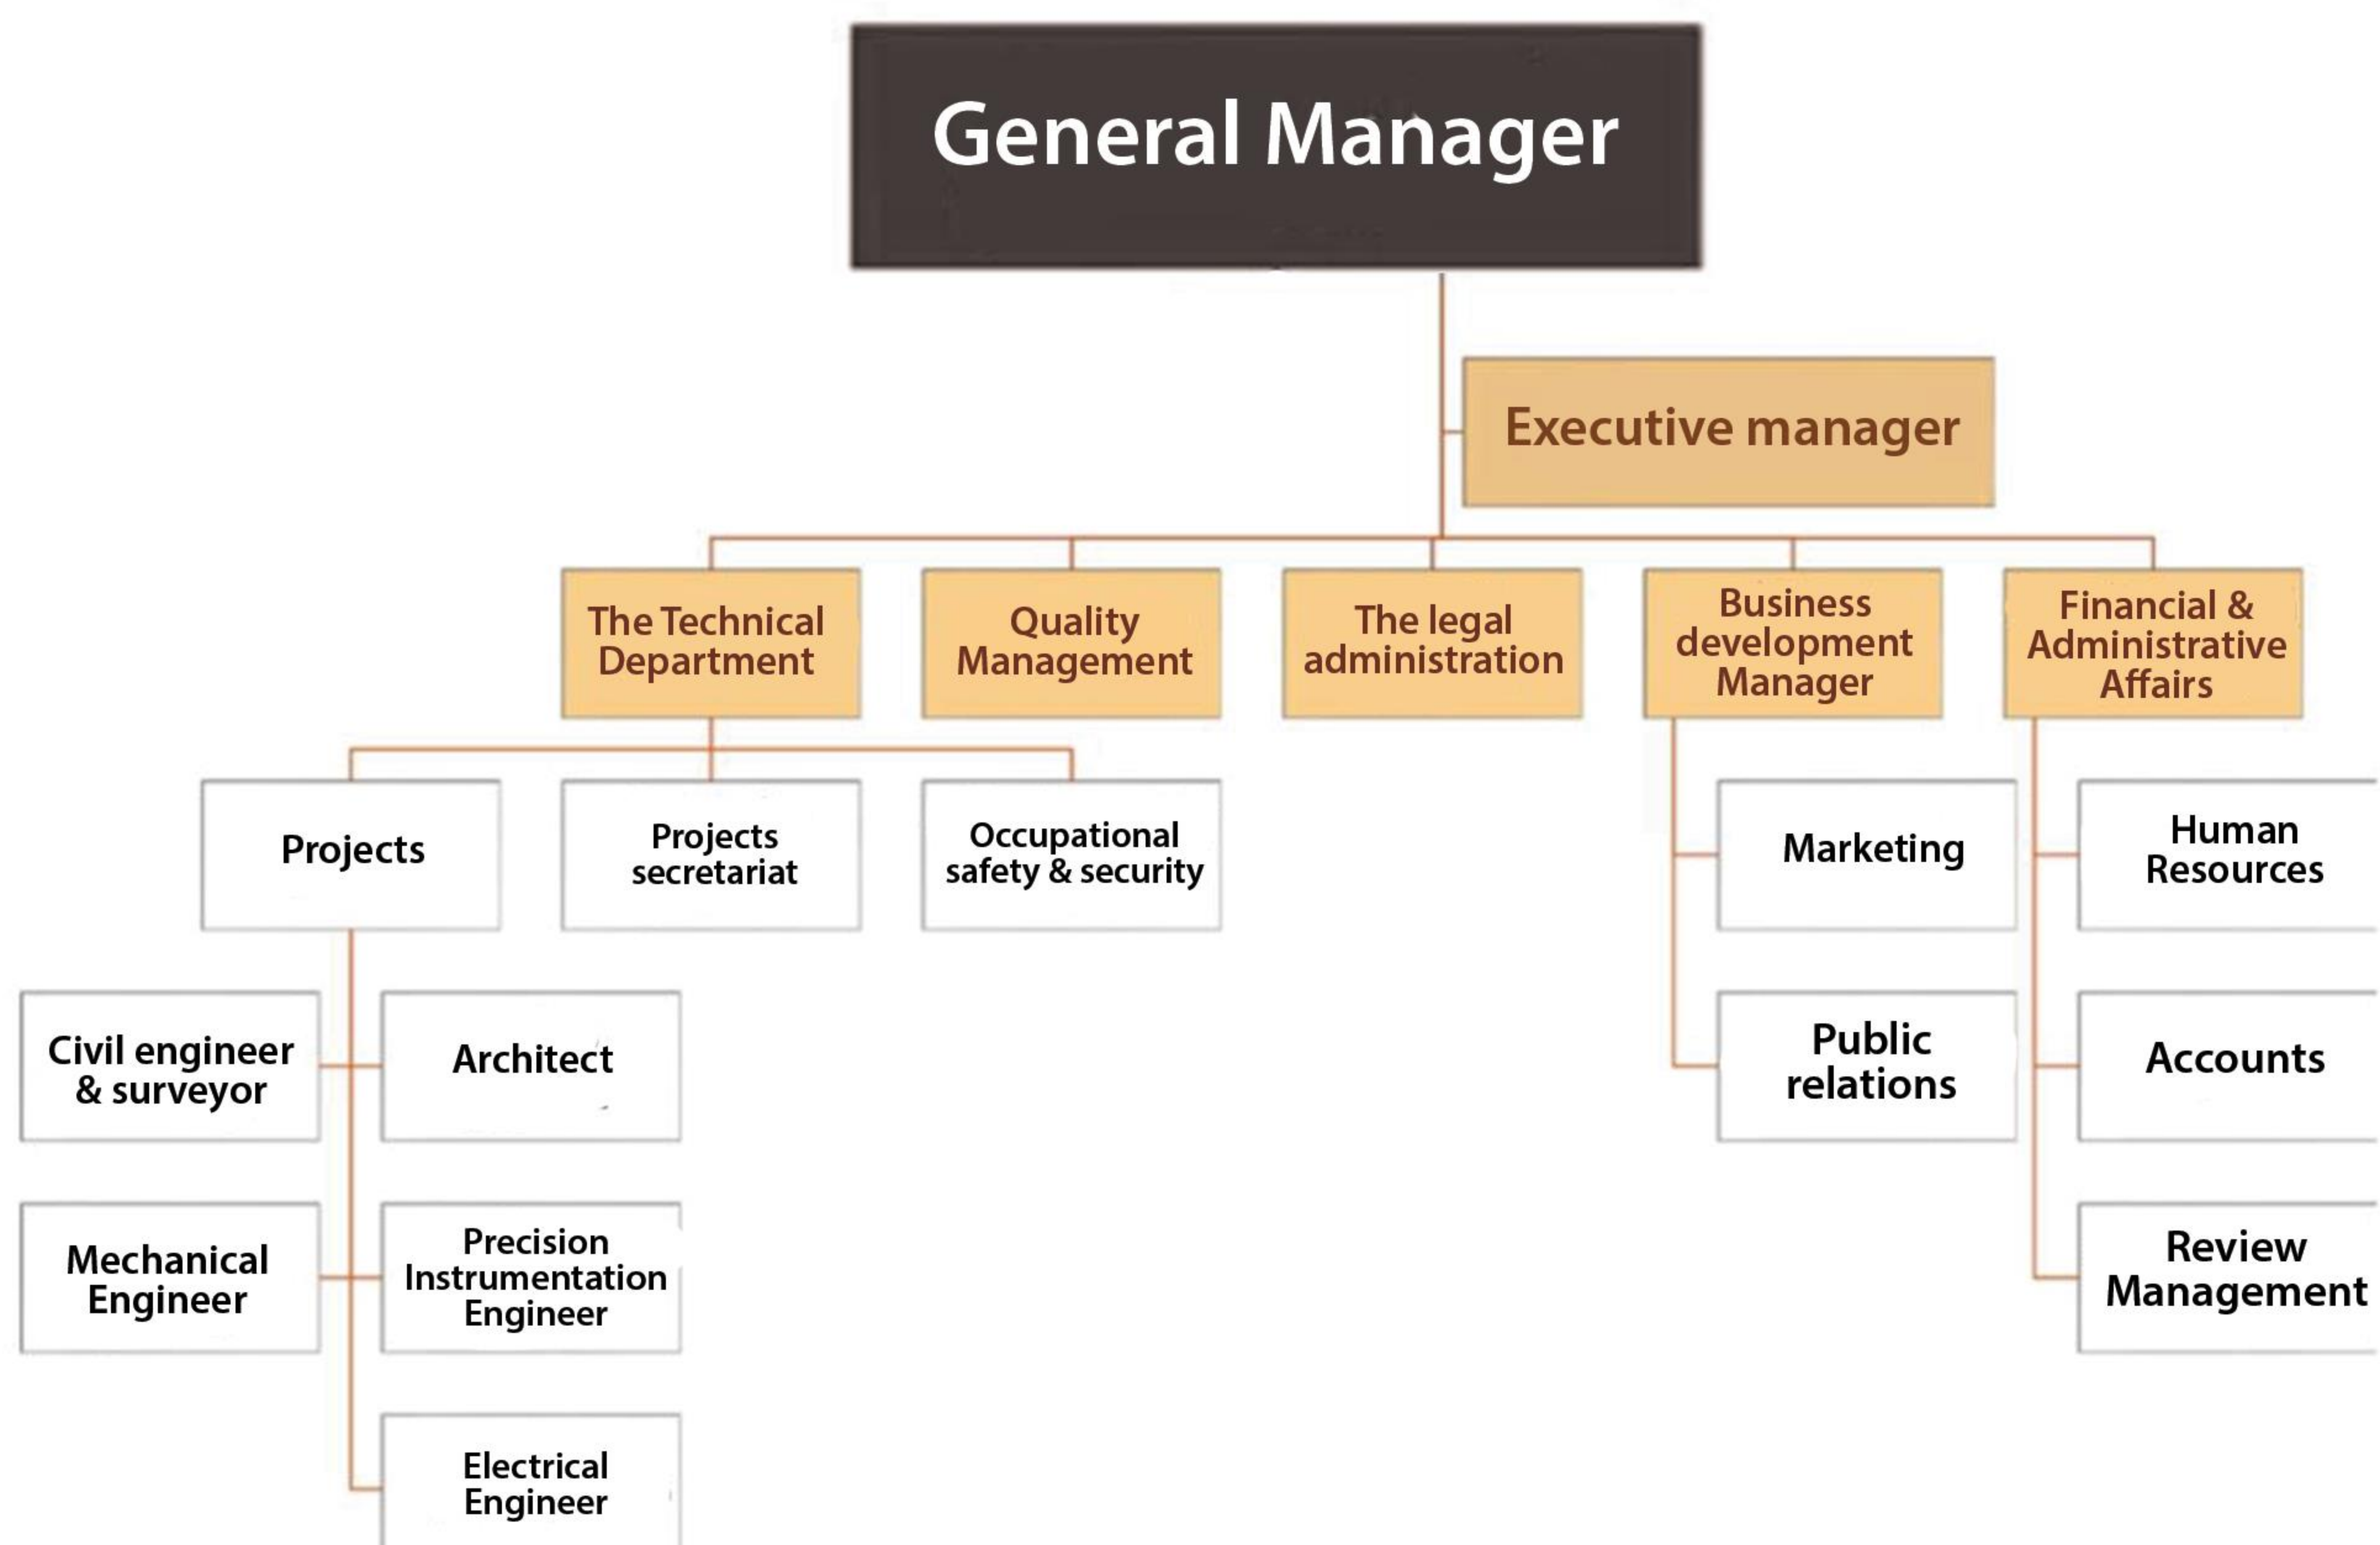 General Manager
Executive manager
The Technical
Department
Quality
Management
The legal
administration
Business
development
Manager
Financial &
Administrative
Affairs
Projects
Projects
secretariat
Occupational
safety & security
Marketing
Human
Resources
Civil engineer
& surveyor
Architect
Public
relations
Accounts
Mechanical
Engineer
Precision
Instrumentation
Engineer
Review
Management
Electrical
Engineer